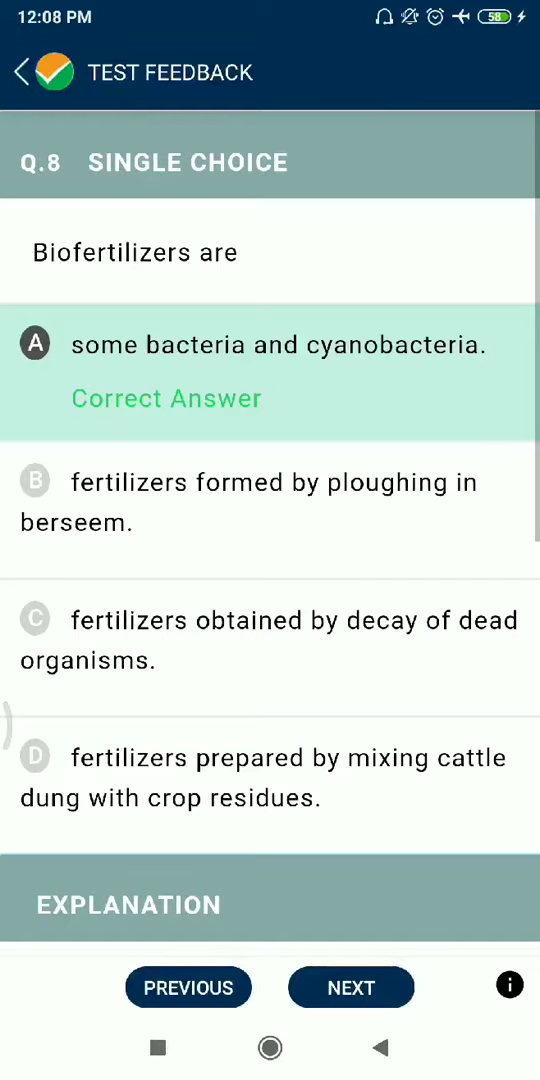 12:08 PM
58
TEST FEEDBACK
Q.8 SINGLE CHOICE
Biofertilizers are
A some bacteria and cyanobacteria.
Correct Answer
B fertilizers formed by ploughing in
berseem.
C fertilizers obtained by decay of dead
organisms.
D fertilizers prepared by mixing cattle
dung with crop residues.
EXPLANATION
PREVIOUS NEXT i